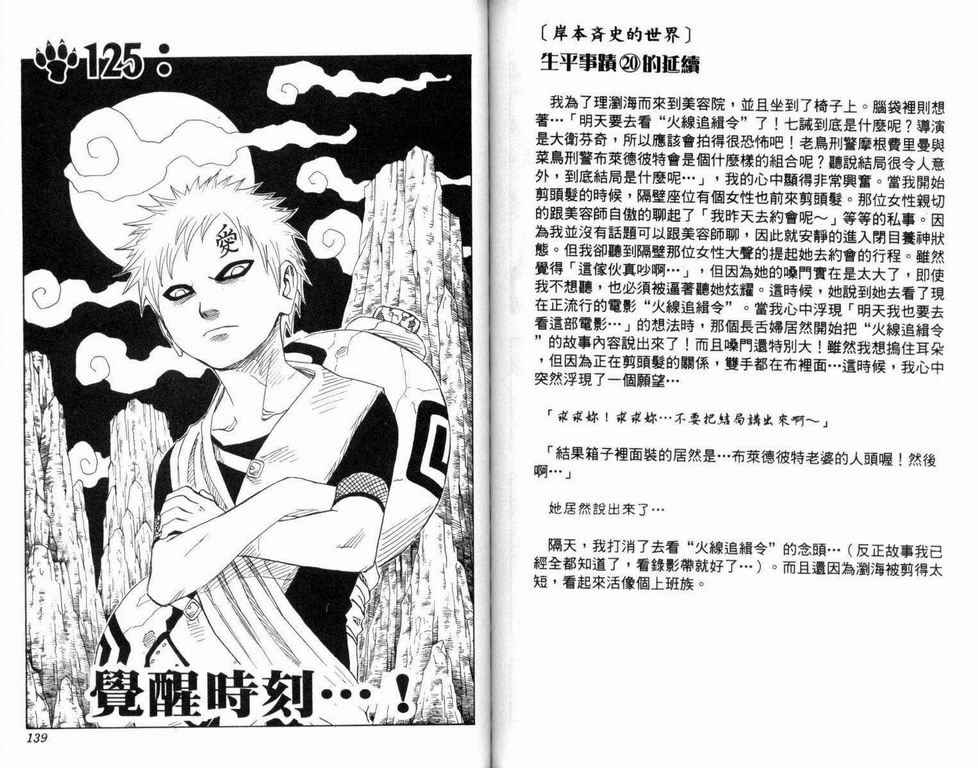 〔岸本斉史的世界〕
生平事蹟⑳的延續
我為了理瀏海而來到美容院，並且坐到了椅子上。腦袋裡則想
著…「明天要去看“火線追緝令”了！七誡到底是什麼呢？導演
是大衛芬奇，所以應該會拍得很恐怖吧！老鳥刑警摩根費里曼與
菜鳥刑警布萊德彼特會是個什麼樣的組合呢？聽說結局很令人意
外，到底結局是什麼呢…」，我的心中顯得非常興奮。當我開始
剪頭髮的時候，隔壁座位有個女性也前來剪頭髮。那位女性親切
的跟美容師自傲的聊起了「我昨天去約會呢～」等等的私事。因
為我並沒有話題可以跟美容師聊，因此就安靜的進入閉目養神狀
態。但我卻聽到隔壁那位女性大聲的提起她去約會的行程。雖然
覺得「這傢伙真吵啊…」，但因為她的嗓門實在是太大了，即使
我不想聽，也必須被逼著聽她炫耀。這時候，她說到她去看了現
在正流行的電影“火線追緝令”。當我心中浮現「明天我也要去
看這部電影…」的想法時，那個長舌婦居然開始把“火線追緝令
”的故事內容說出來了！而且嗓門還特別大！雖然我想摀住耳朵
，但因為正在剪頭髮的關係，雙手都在布裡面…這時候，我心中
突然浮現了一個願望…
「求求妳！求求妳…不要把結局講出來啊～」
「結果箱子裡面裝的居然是…布萊德彼特老婆的人頭喔！然後
啊…」
她居然說出來了…
隔天，我打消了去看“火線追緝令”的念頭…（反正故事我已
經全都知道了，看錄影帶就好了…）。而且還因為瀏海被剪得太
短，看起來活像個上班族。
125：
愛
覺醒時刻…！
139